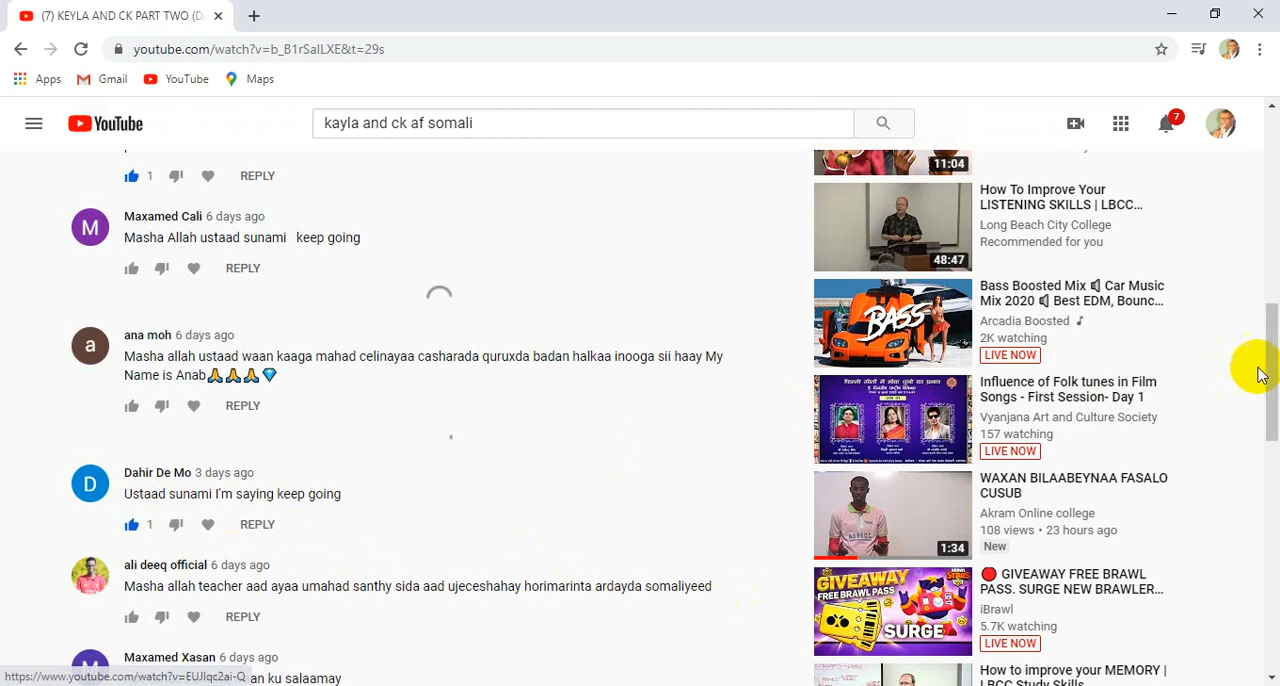 (7) KEYLA AND CK PART TWO (D
youtube.com/watch?v=b_B1rSaILXE&t=29s
Apps Gmail YouTube Maps
YouTube
kayla and ck af somali
7
1 REPLY
Maxamed Cali 6 days ago
Masha Allah ustaad sunami keep going
REPLY
ana moh 6 days ago
Masha allah ustaad waan kaaga mahad celinayaa casharada quruxda badan halkaa inooga sii haay My
Name is Anab🙏🙏🙏💎
REPLY
Dahir De Mo 3 days ago
Ustaad sunami I'm saying keep going
1 REPLY
ali deeq official 6 days ago
Masha allah teacher aad ayaa umahad santhy sida aad ujeceshahay horimarinta ardayda somaliyeed
REPLY
Maxamed Xasan 6 days ago
an ku salaamay
https://www.youtube.com/watch?v=EUJlqc2ai-Q
11:04
How To Improve Your
LISTENING SKILLS | LBCC...
Long Beach City College
Recommended for you
48:47
Bass Boosted Mix 🔈 Car Music
Mix 2020 🔈 Best EDM, Bounc...
Arcadia Boosted ♪
2K watching
LIVE NOW
BASS
Influence of Folk tunes in Film
Songs - First Session- Day 1
Vyanjana Art and Culture Society
157 watching
LIVE NOW
WAXAN BILAABEYNAA FASALO
CUSUB
Akram Online college
108 views • 23 hours ago
New
1:34
🔴 GIVEAWAY FREE BRAWL
PASS. SURGE NEW BRAWLER...
iBrawl
5.7K watching
LIVE NOW
GIVEAWAY
FREE BRAWL PASS
BRAWL STARS
SURGE
How to improve your MEMORY |
LBCC Study Skills